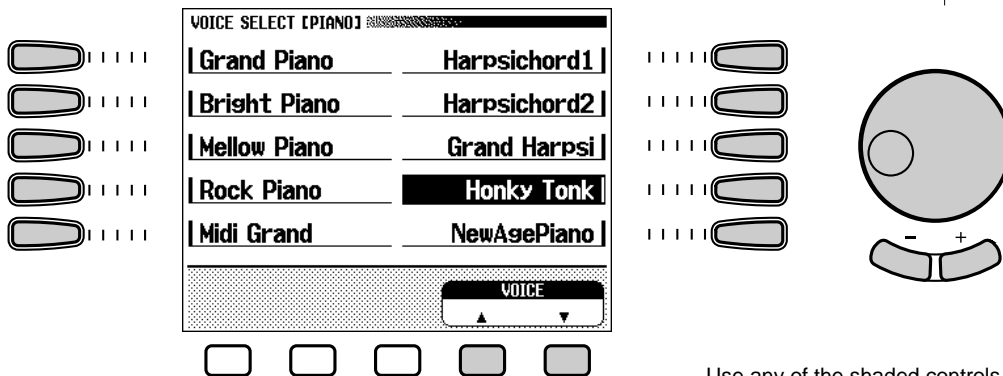 VOICE SELECT [PIANO]
Grand Piano Harpsichord1
Bright Piano Harpsichord2
Mellow Piano Grand Harpsi
Rock Piano Honky Tonk
Midi Grand NewAgePiano
VOICE
▲ ▼
− +
Use any of the shaded controls